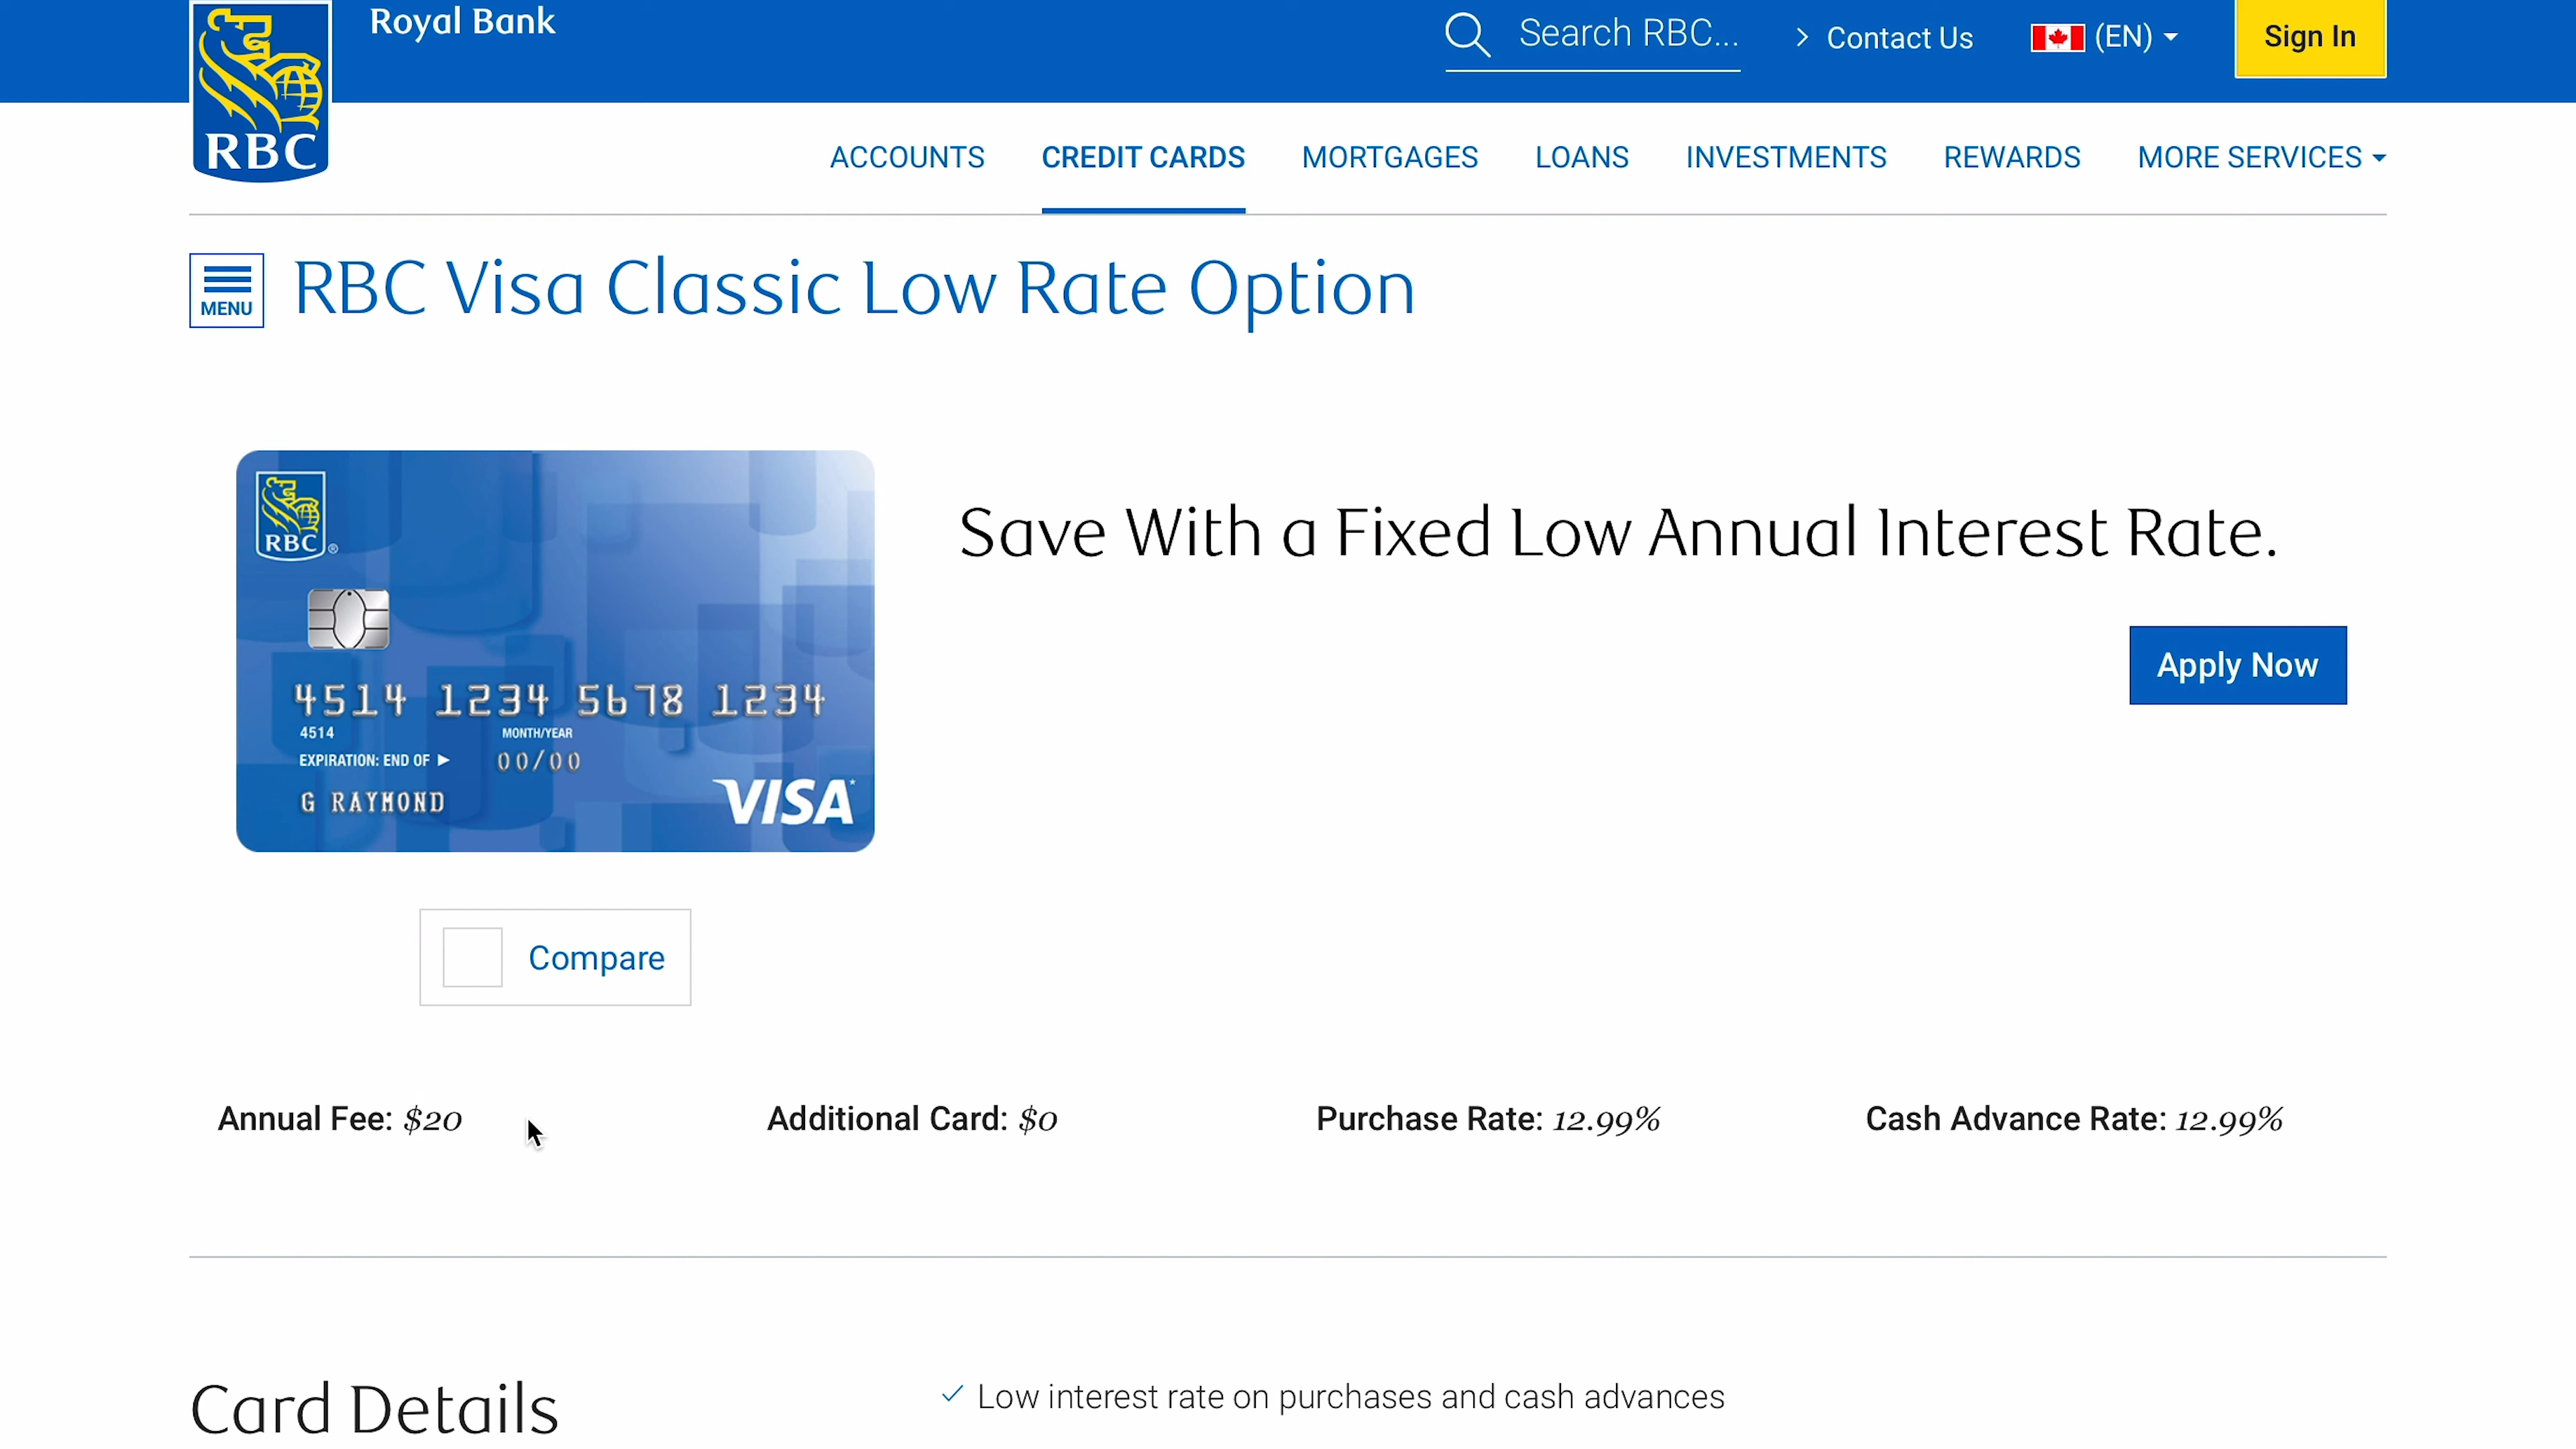 Royal Bank
Search RBC...
Contact Us
(EN)
Sign In
RBC
ACCOUNTS
CREDIT CARDS
MORTGAGES
LOANS
INVESTMENTS
REWARDS
MORE SERVICES
MENU
RBC Visa Classic Low Rate Option
RBC®
4514 1234 5678 1234
4514
MONTH/YEAR
EXPIRATION: END OF
00/00
G RAYMOND
VISA*
Save With a Fixed Low Annual Interest Rate.
Apply Now
Compare
Annual Fee: $20
Additional Card: $0
Purchase Rate: 12.99%
Cash Advance Rate: 12.99%
Card Details
Low interest rate on purchases and cash advances